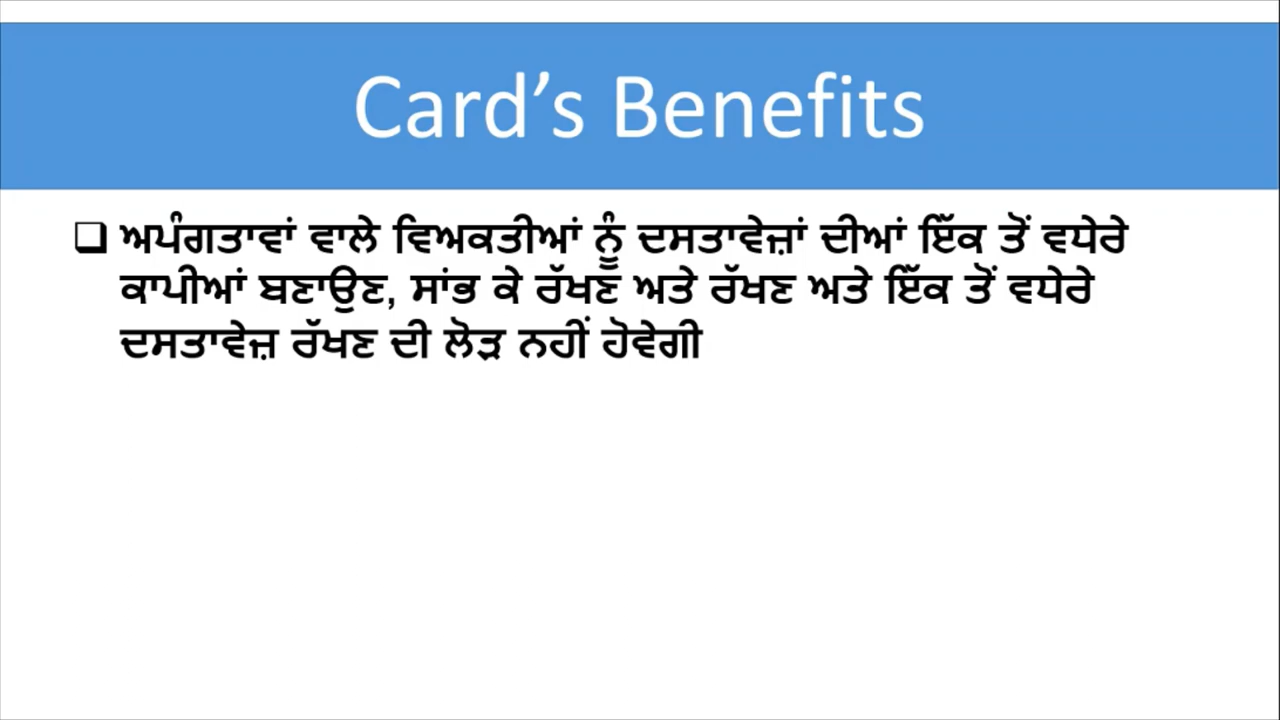 Card’s Benefits
❑ ਅਪੰਗਤਾਵਾਂ ਵਾਲੇ ਵਿਅਕਤੀਆਂ ਨੂੰ ਦਸਤਾਵੇਜ਼ਾਂ ਦੀਆਂ ਇੱਕ ਤੋਂ ਵਧੇਰੇ
ਕਾਪੀਆਂ ਬਣਾਉਣ, ਸਾਂਭ ਕੇ ਰੱਖਣ ਅਤੇ ਰੱਖਣ ਅਤੇ ਇੱਕ ਤੋਂ ਵਧੇਰੇ
ਦਸਤਾਵੇਜ਼ ਰੱਖਣ ਦੀ ਲੋੜ ਨਹੀਂ ਹੋਵੇਗੀ